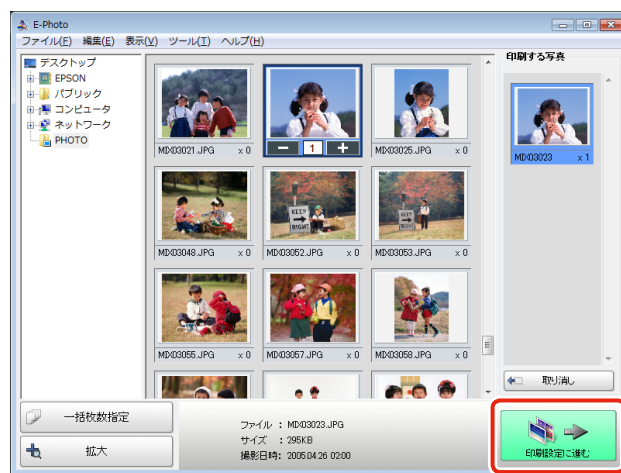 E-Photo
ファイル(F) 編集(E) 表示(V) ツール(T) ヘルプ(H)
デスクトップ
EPSON
パブリック
コンピュータ
ネットワーク
PHOTO
MDX03021.JPG x 0
1
MDX03025.JPG x 0
MDX03048.JPG x 0
KEEP
RIGHT
MDX03052.JPG x 0
KEEP
RIGHT
MDX03053.JPG x 0
MDX03055.JPG x 0
MDX03057.JPG x 0
MDX03058.JPG x 0
印刷する写真
MDX03023 x 1
取り消し
一括枚数指定
拡大
ファイル : MDX03023.JPG
サイズ : 295KB
撮影日時: 2005.04.26 02:00
印刷設定に進む